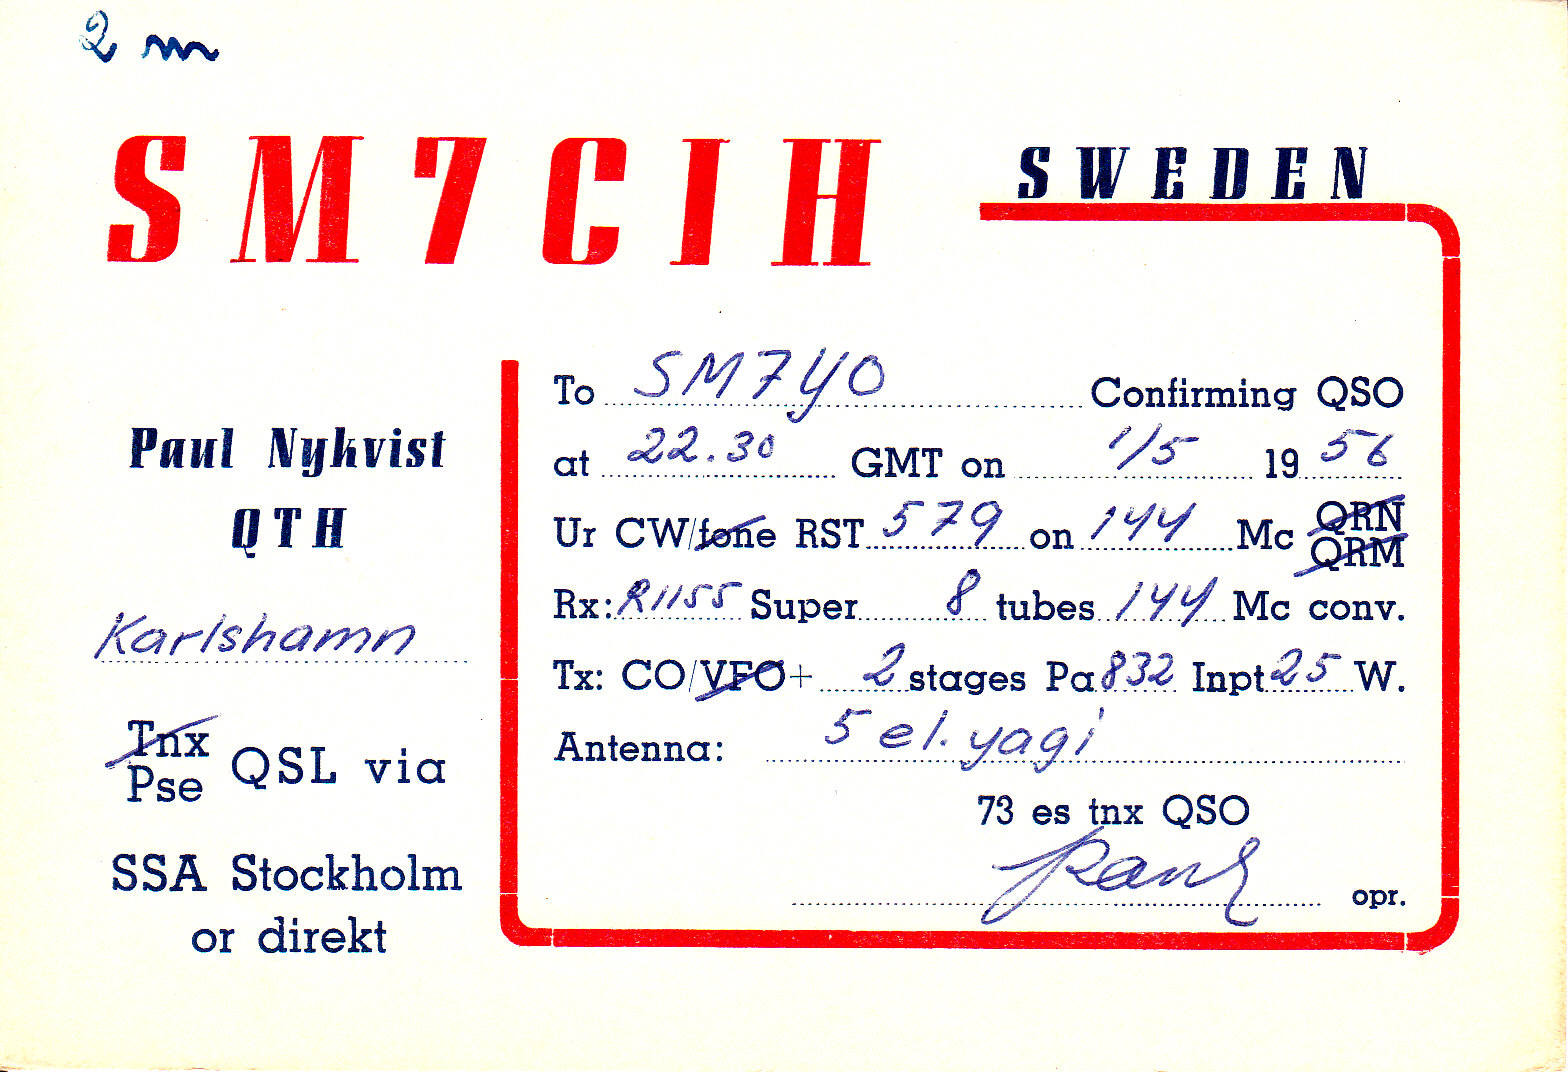 2 m
SM7CIH
SWEDEN
Paul Nykvist
QTH
Karlshamn
Tnx
Pse QSL via
SSA Stockholm
or direkt
To SM7YO Confirming QSO
at 22.30 GMT on 1/5 1956
Ur CW/fone RST 579 on 144 Mc QRN
QRM
Rx: R1155 Super 8 tubes 144 Mc conv.
Tx: CO/VFO+ 2 stages Pa 832 Inpt 25 W.
Antenna: 5 el. yagi
73 es tnx QSO
Paul opr.